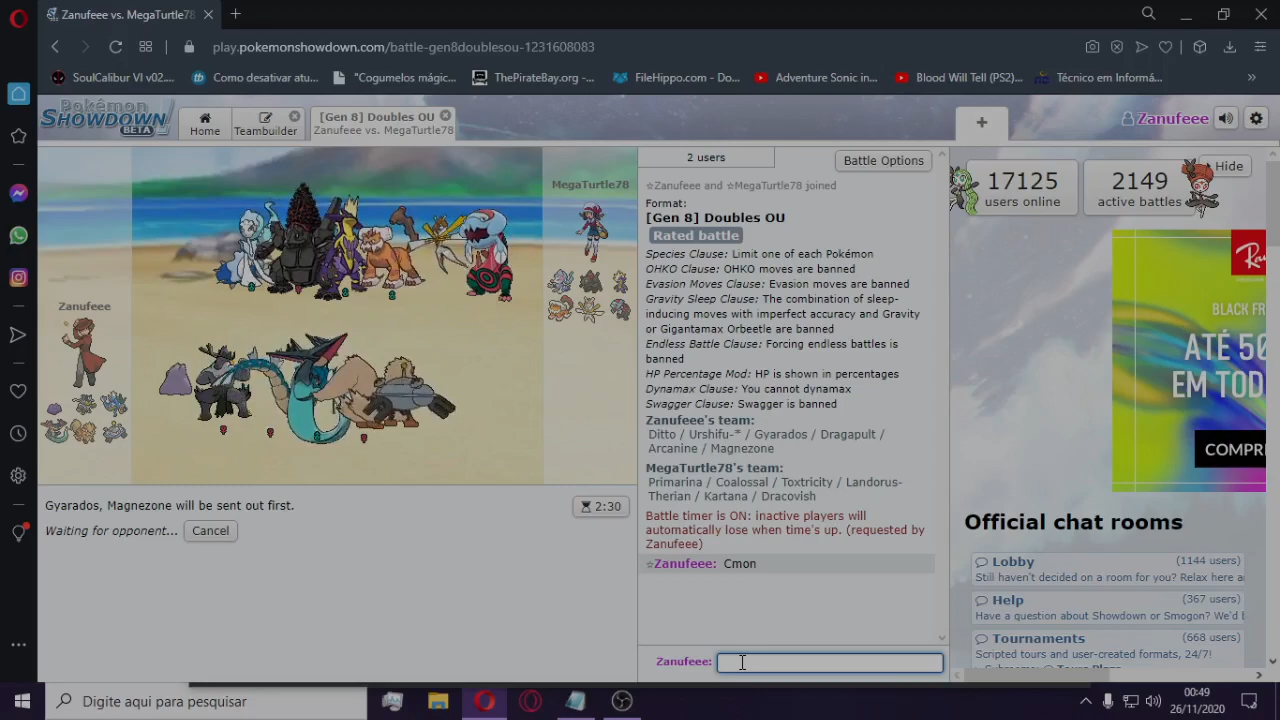 Zanufeee vs. MegaTurtle78
play.pokemonshowdown.com/battle-gen8doublesou-1231608083
SoulCalibur VI v02....
Como desativar atu...
"Cogumelos mágic...
ThePirateBay.org -...
FileHippo.com - Do...
Adventure Sonic in...
Blood Will Tell (PS2)...
Técnico em Informá...
Pokémon
SHOWDOWN
BETA
Home
Teambuilder
[Gen 8] Doubles OU
Zanufeee vs. MegaTurtle78
Zanufeee
MegaTurtle78
Zanufeee
Gyarados, Magnezone will be sent out first.
2:30
Waiting for opponent...
Cancel
2 users
Battle Options
☆Zanufeee and ☆MegaTurtle78 joined
Format:
[Gen 8] Doubles OU
Rated battle
Species Clause: Limit one of each Pokémon
OHKO Clause: OHKO moves are banned
Evasion Moves Clause: Evasion moves are banned
Gravity Sleep Clause: The combination of sleep-
inducing moves with imperfect accuracy and Gravity
or Gigantamax Orbeetle are banned
Endless Battle Clause: Forcing endless battles is
banned
HP Percentage Mod: HP is shown in percentages
Dynamax Clause: You cannot dynamax
Swagger Clause: Swagger is banned
Zanufeee's team:
Ditto / Urshifu-* / Gyarados / Dragapult /
Arcanine / Magnezone
MegaTurtle78's team:
Primarina / Coalossal / Toxtricity / Landorus-
Therian / Kartana / Dracovish
Battle timer is ON: inactive players will
automatically lose when time's up. (requested by
Zanufeee)
☆Zanufeee: Cmon
Zanufeee:
17125
users online
2149
active battles
Hide
BLACK FR
ATÉ 50
EM TOD
COMPR
Official chat rooms
Lobby
(1144 users)
Still haven't decided on a room for you? Relax here a
Help
(367 users)
Have a question about Showdown or Smogon? We'd b
Tournaments
(668 users)
Scripted tours and user-created formats, 24/7!
Digite aqui para pesquisar
00:49
26/11/2020